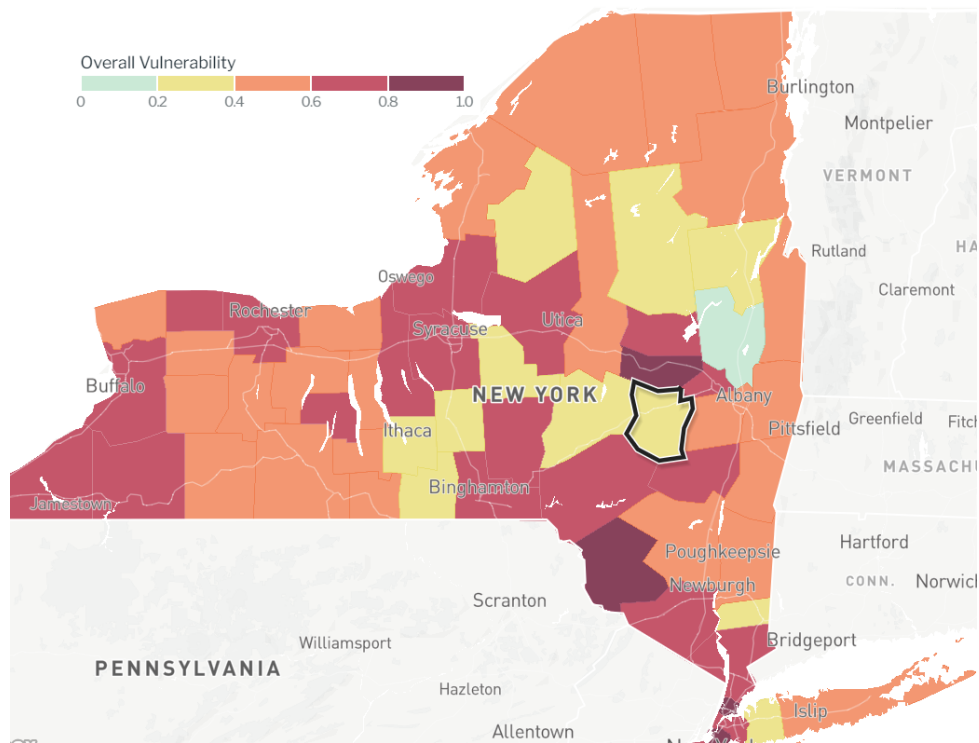 Overall Vulnerability
0 0.2 0.4 0.6 0.8 1.0
Burlington
Montpelier
VERMONT
HA
Rutland
Oswego
Claremont
Rochester
Syracuse
Utica
Buffalo
NEW YORK
Albany
Greenfield
Fitc
Ithaca
Pittsfield
MASSACHU
Binghamton
Jamestown
Hartford
Poughkeepsie
CONN.
Norwich
Newburgh
Scranton
Williamsport
Bridgeport
PENNSYLVANIA
Hazleton
Islip
Allentown